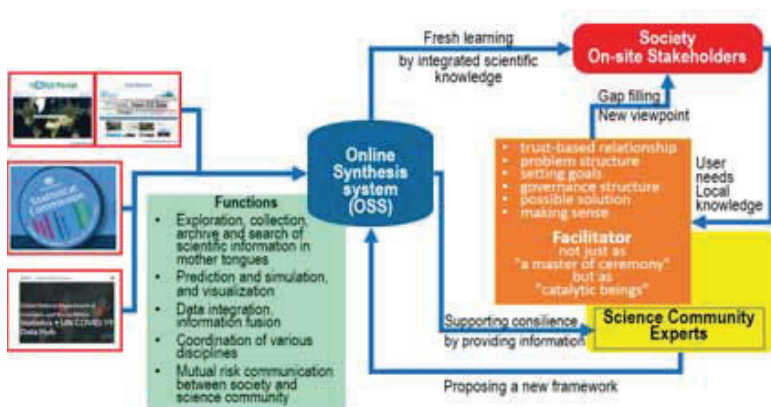 Fresh learning
by integrated scientific
knowledge
Society
On-site Stakeholders
Gap filling
New viewpoint
Statistical
Commission
Online
Synthesis
system
(OSS)
• trust-based relationship
• problem structure
• setting goals
• governance structure
• possible solution
• making sense
Facilitator
not just as
"a master of ceremony"
but as
"catalytic beings"
User
needs
Local
knowledge
Functions
• Exploration, collection,
archive and search of
scientific information in
mother tongues
• Prediction and simulation,
and visualization
• Data integration,
information fusion
• Coordination of various
disciplines
• Mutual risk communication
between society and
science community
Data Hub
Supporting consilience
by providing information
Science Community
Experts
Proposing a new framework